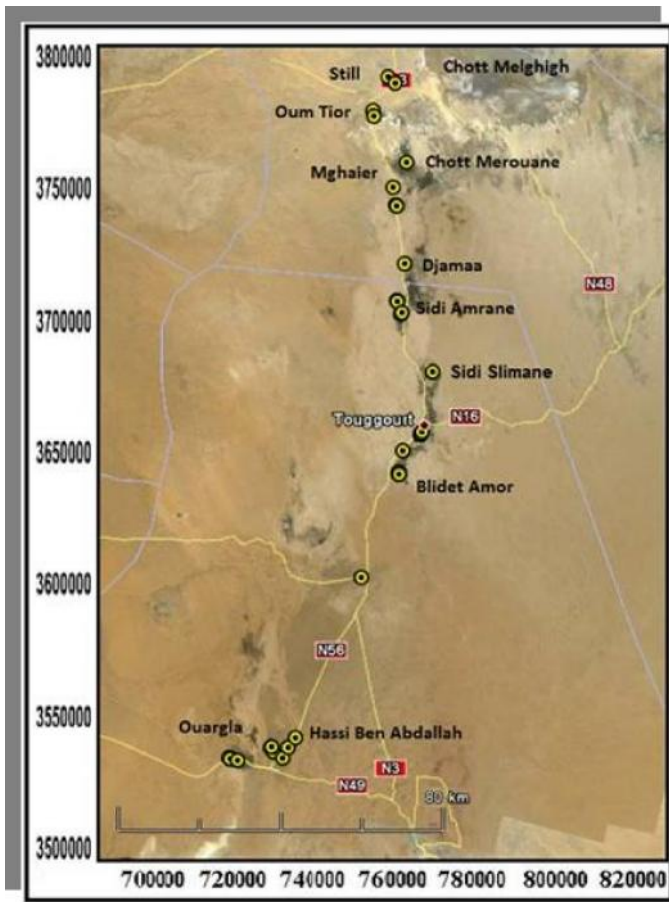 3800000
Still
Chott Melghigh
Oum Tior
Chott Merouane
3750000
Mghaier
Djamaa
N48
3700000
Sidi Amrane
Sidi Slimane
Touggourt
N16
3650000
Blidet Amor
3600000
N56
3550000
Ouargla
Hassi Ben Abdallah
N3
N49
80 km
3500000
700000 720000 740000 760000 780000 800000 820000